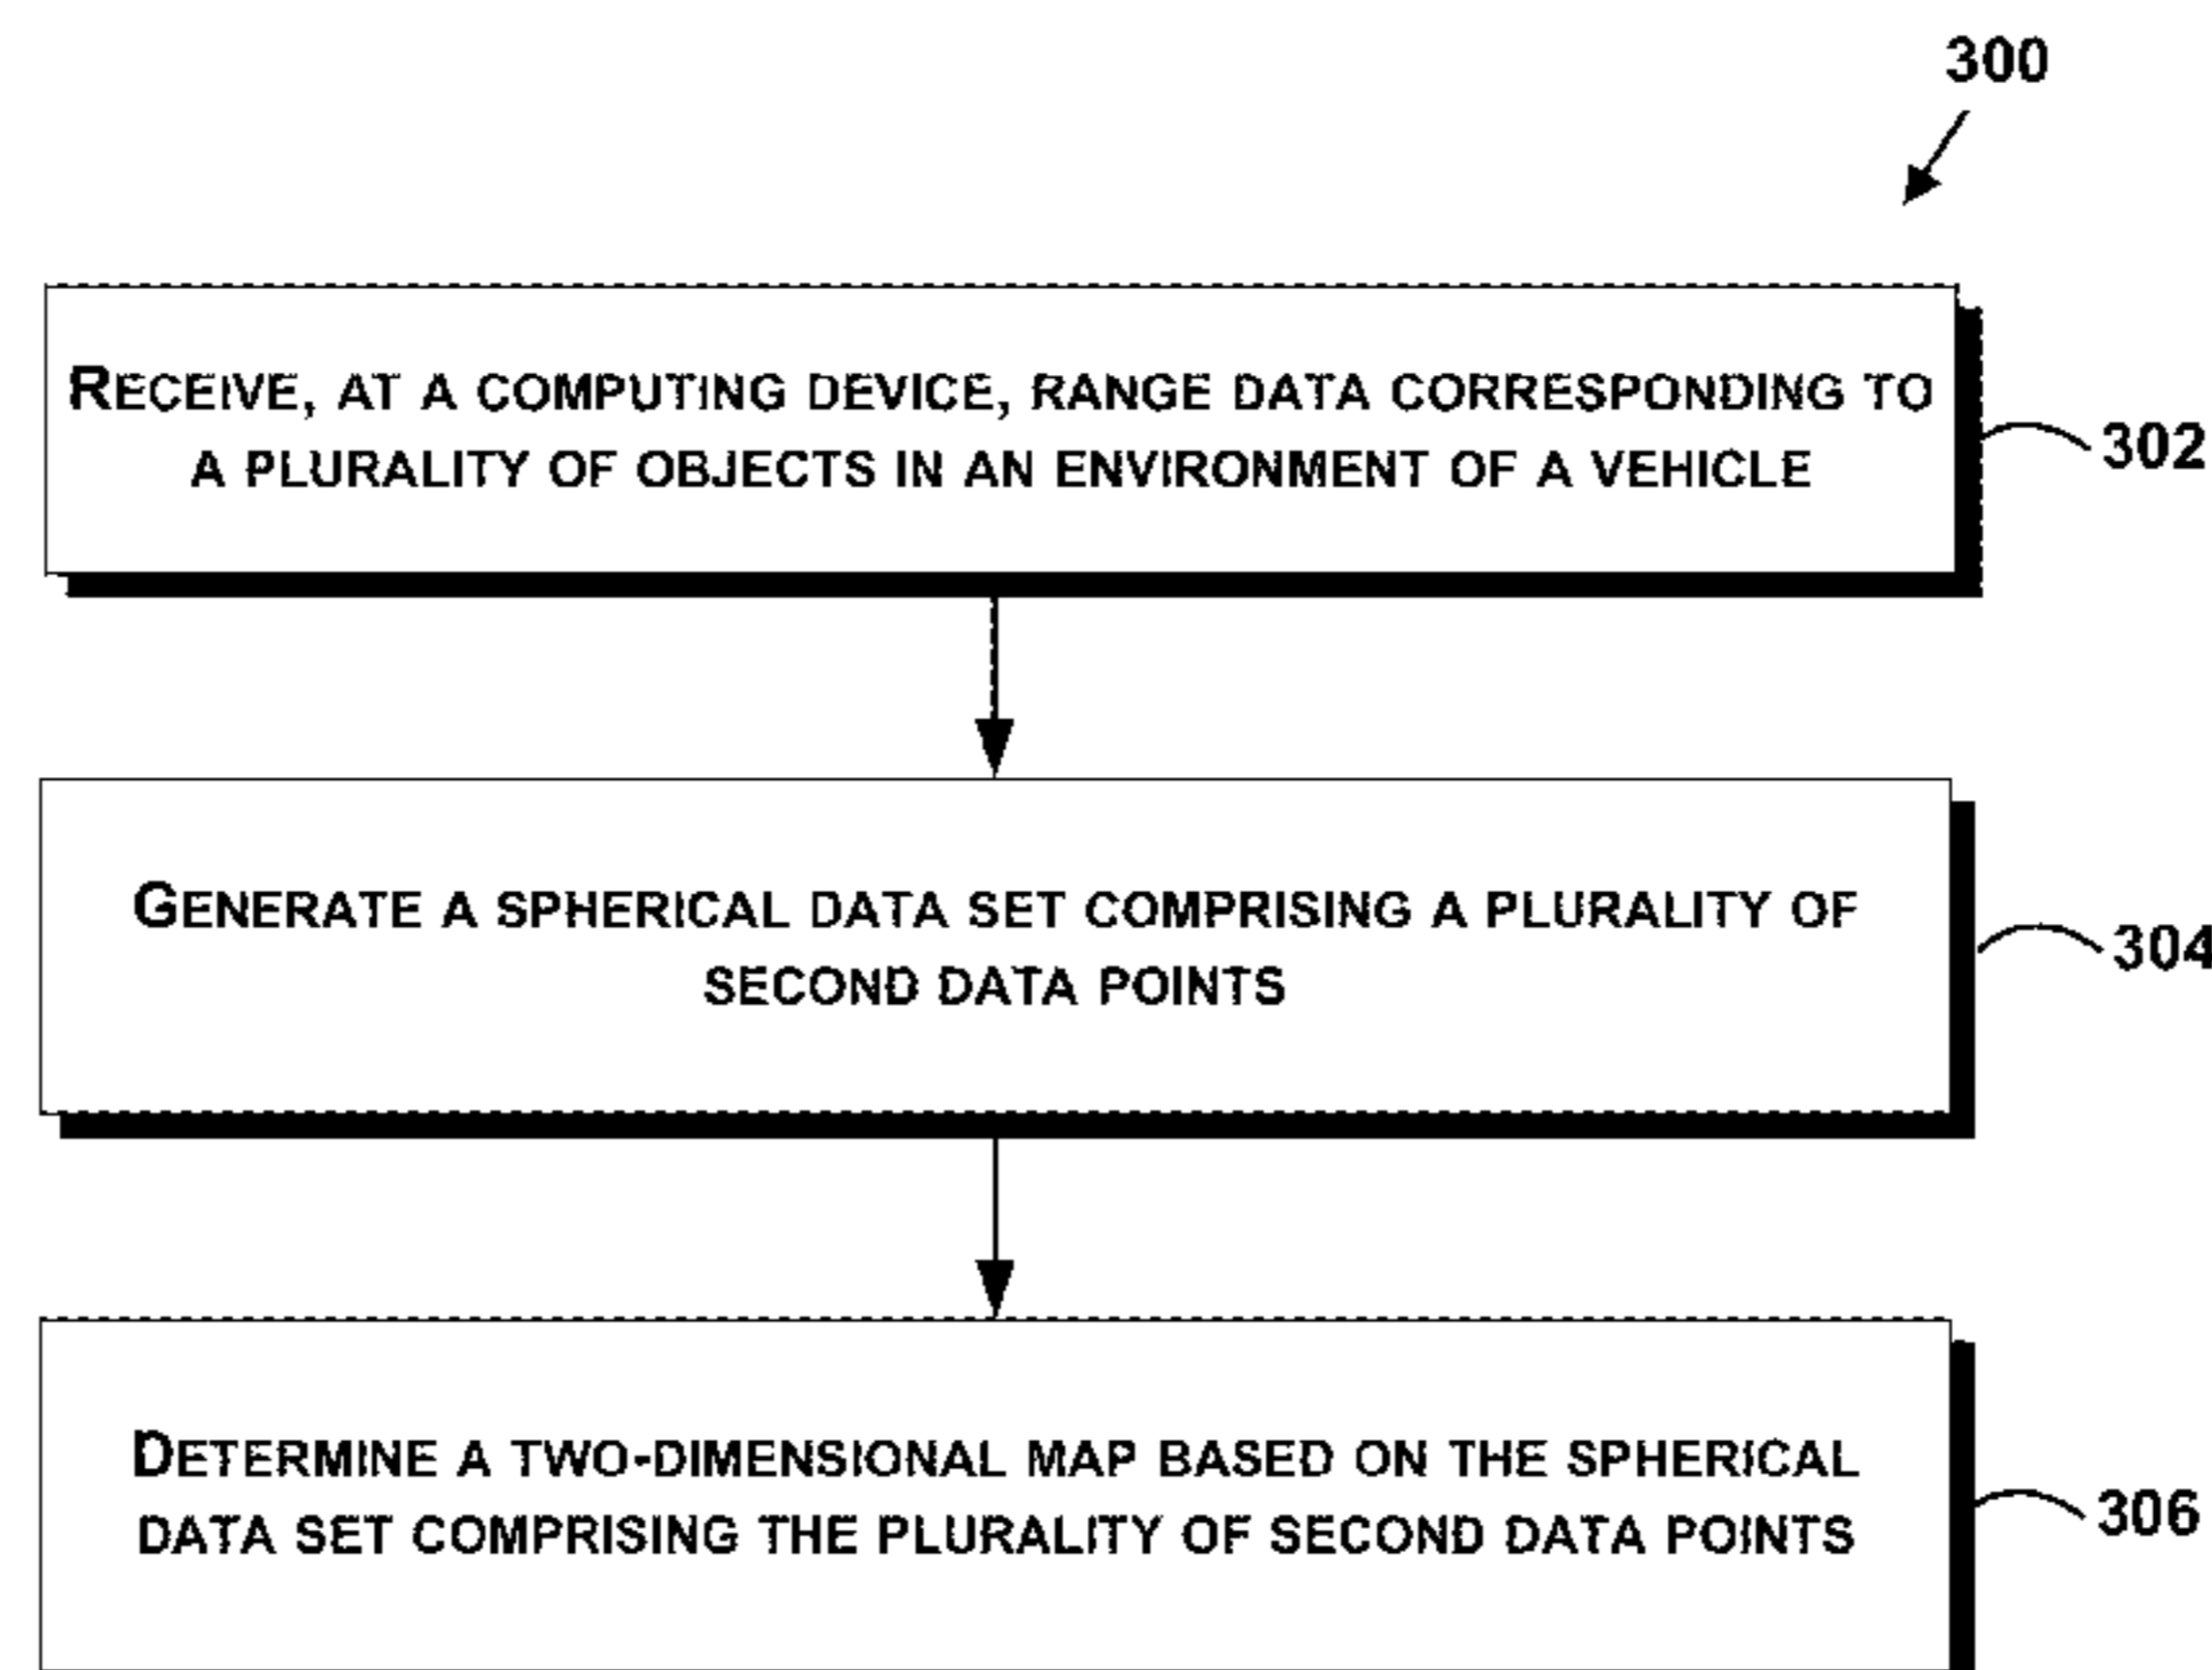 300
RECEIVE, AT A COMPUTING DEVICE, RANGE DATA CORRESPONDING TO
A PLURALITY OF OBJECTS IN AN ENVIRONMENT OF A VEHICLE
302
GENERATE A SPHERICAL DATA SET COMPRISING A PLURALITY OF
SECOND DATA POINTS
304
DETERMINE A TWO-DIMENSIONAL MAP BASED ON THE SPHERICAL
DATA SET COMPRISING THE PLURALITY OF SECOND DATA POINTS
306